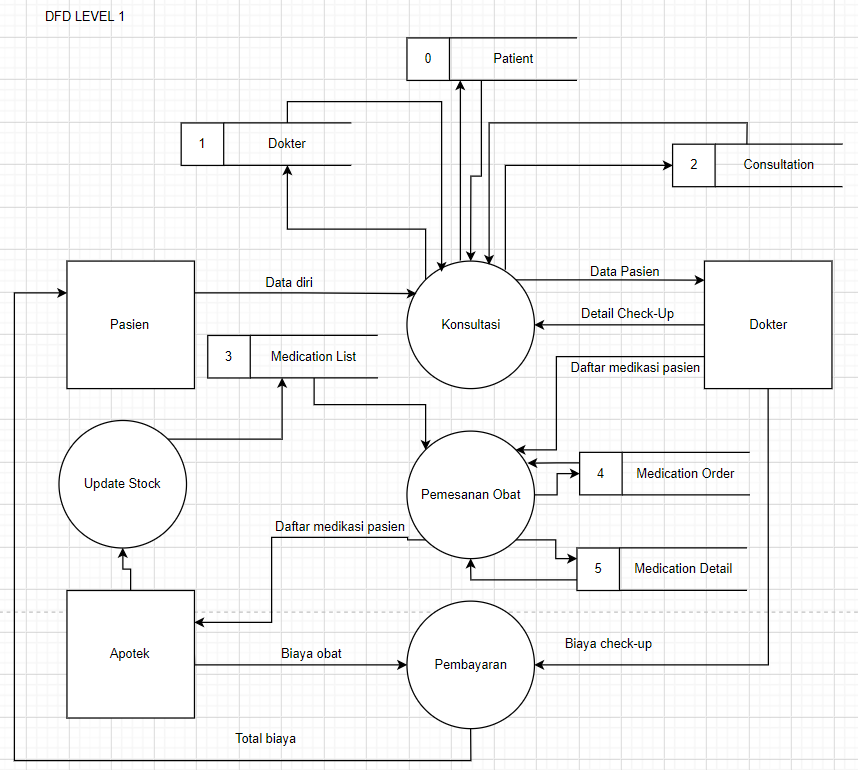 DFD LEVEL 1
0 Patient
1 Dokter
2 Consultation
Data diri
Data Pasien
Pasien
Konsultasi
Detail Check-Up
Dokter
3 Medication List
Daftar medikasi pasien
Update Stock
Pemesanan Obat
4 Medication Order
Daftar medikasi pasien
5 Medication Detail
Apotek
Biaya obat
Pembayaran
Biaya check-up
Total biaya